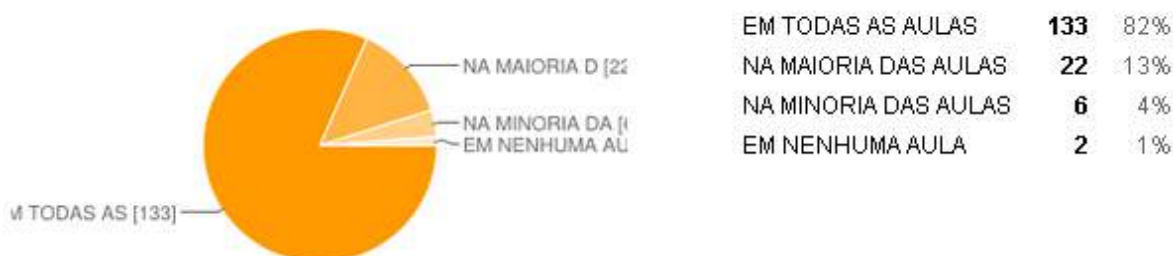 NA MAIORIA D [22
NA MINORIA DA [
EM NENHUMA AU
M TODAS AS [133]
EM TODAS AS AULAS 133 82%
NA MAIORIA DAS AULAS 22 13%
NA MINORIA DAS AULAS 6 4%
EM NENHUMA AULA 2 1%